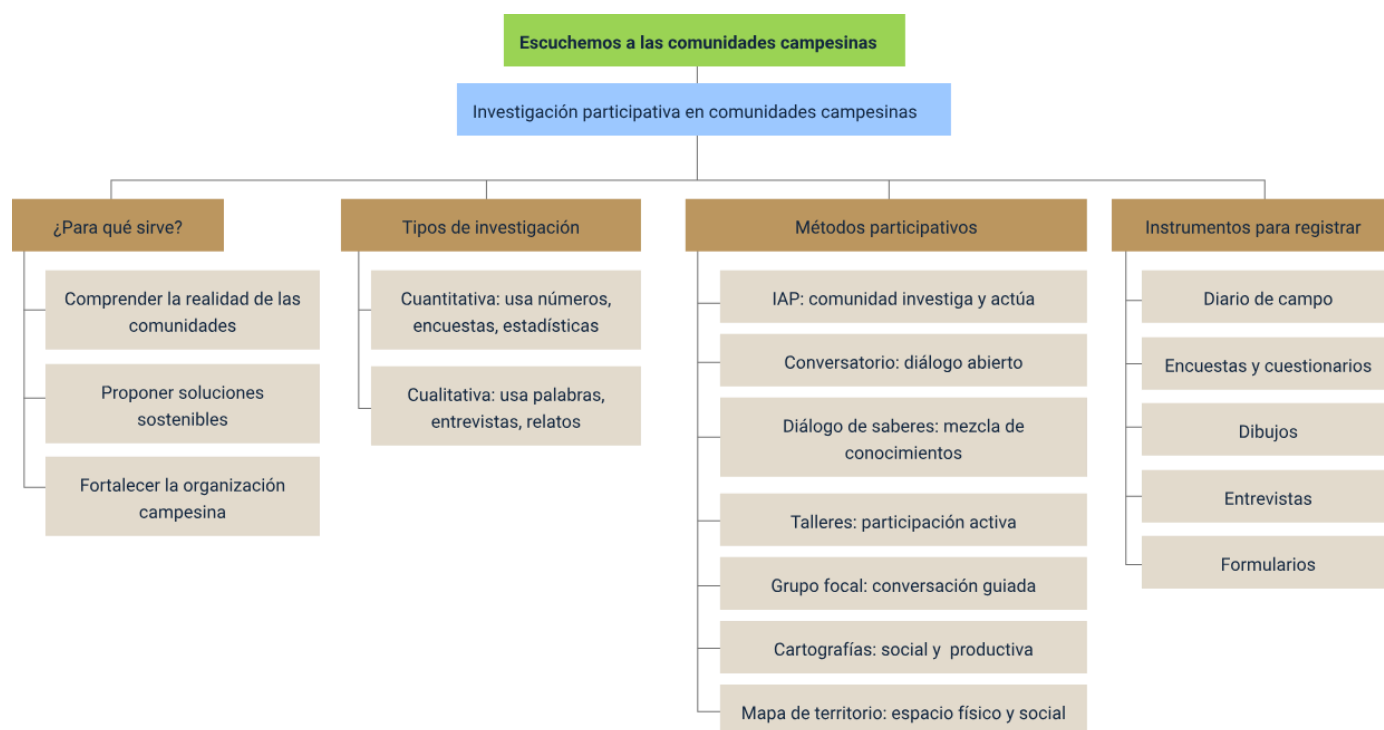 Escuchemos a las comunidades campesinas
Investigación participativa en comunidades campesinas
¿Para qué sirve?
Comprender la realidad de las
comunidades
Proponer soluciones
sostenibles
Fortalecer la organización
campesina
Tipos de investigación
Cuantitativa: usa números,
encuestas, estadísticas
Cualitativa: usa palabras,
entrevistas, relatos
Métodos participativos
IAP: comunidad investiga y actúa
Conversatorio: diálogo abierto
Diálogo de saberes: mezcla de
conocimientos
Talleres: participación activa
Grupo focal: conversación guiada
Cartografías: social y productiva
Mapa de territorio: espacio físico y social
Instrumentos para registrar
Diario de campo
Encuestas y cuestionarios
Dibujos
Entrevistas
Formularios